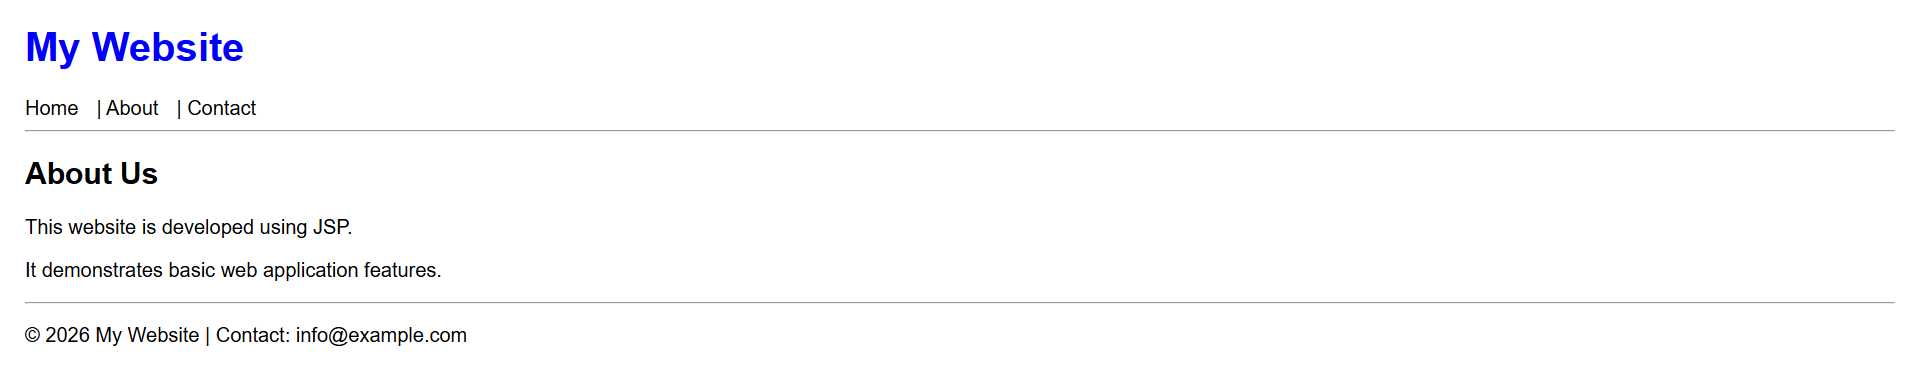 My Website
Home | About | Contact
About Us
This website is developed using JSP.
It demonstrates basic web application features.
© 2026 My Website | Contact: info@example.com